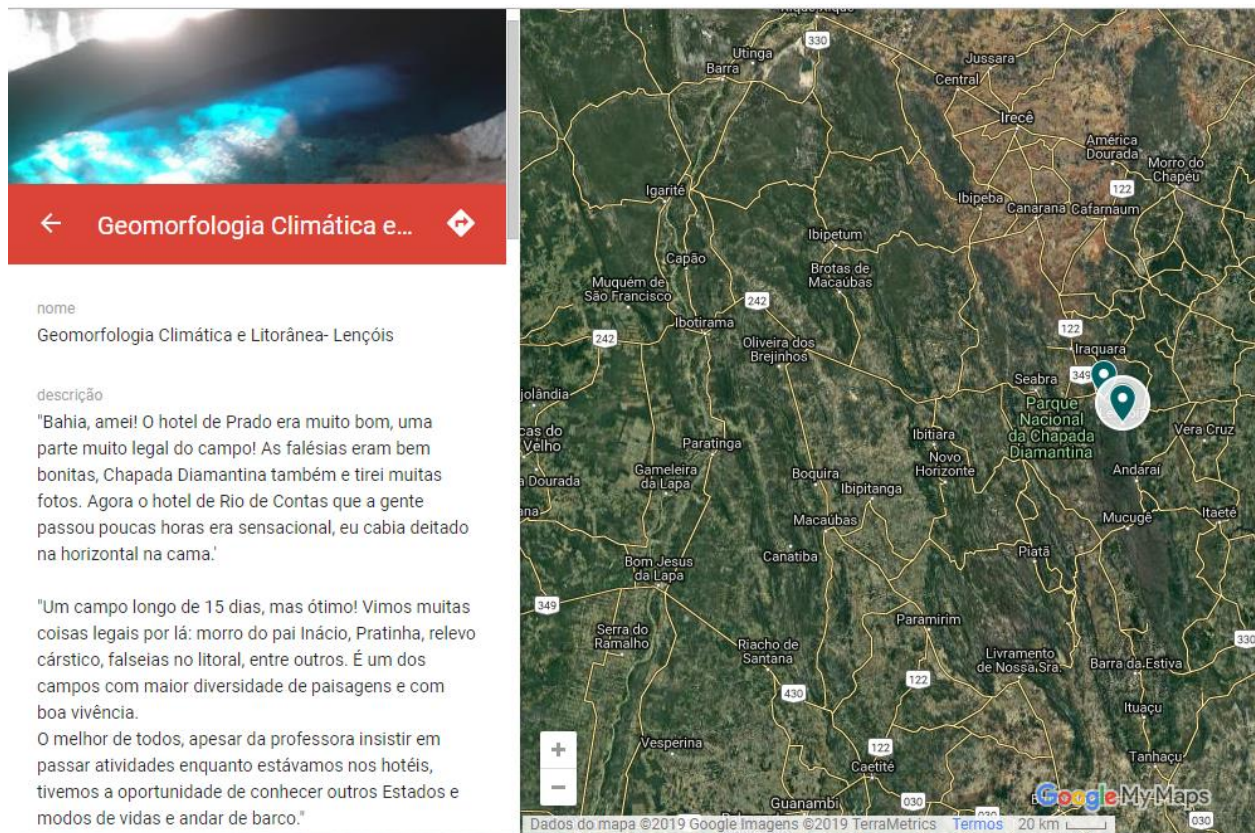 Geomorfologia Climática e...
nome
Geomorfologia Climática e Litorânea- Lençóis
descrição
"Bahia, amei! O hotel de Prado era muito bom, uma
parte muito legal do campo! As falésias eram bem
bonitas, Chapada Diamantina também e tirei muitas
fotos. Agora o hotel de Rio de Contas que a gente
passou poucas horas era sensacional, eu cabia deitado
na horizontal na cama.'
"Um campo longo de 15 dias, mas ótimo! Vimos muitas
coisas legais por lá: morro do pai Inácio, Pratinha, relevo
cárstico, falseias no litoral, entre outros. É um dos
campos com maior diversidade de paisagens e com
boa vivência.
O melhor de todos, apesar da professora insistir em
passar atividades enquanto estávamos nos hotéis,
tivemos a oportunidade de conhecer outros Estados e
modos de vidas e andar de barco."
330
Utinga
Barra
Jussara
Central
Irecê
América
Dourada
Morro do
Chapéu
122
Igarité
Ibipeba
Canarana
Cafarnaum
Ibipetum
Capão
Brotas de
Macaúbas
Muquém de
São Francisco
242
Ibotirama
242
Oliveira dos
Brejinhos
122
Iraquara
349
Seabra
Parque
Nacional
da Chapada
Diamantina
Vera Cruz
Ibitiara
Novo
Horizonte
Paratinga
Gameleira
da Lapa
Boquira
Ibipitanga
Andaraí
Itaetê
Macaúbas
Mucugê
Canatiba
Piatã
Bom Jesus
da Lapa
349
Serra do
Ramalho
Riacho de
Santana
Paramirim
Livramento
de Nossa Sra.
Barra da Estiva
330
122
430
Ituaçu
Vesperina
122
Caetité
Tanhaçu
Guanambi
030
030
+
−
Google My Maps
Dados do mapa ©2019 Google Imagens ©2019 TerraMetrics Termos 20 km